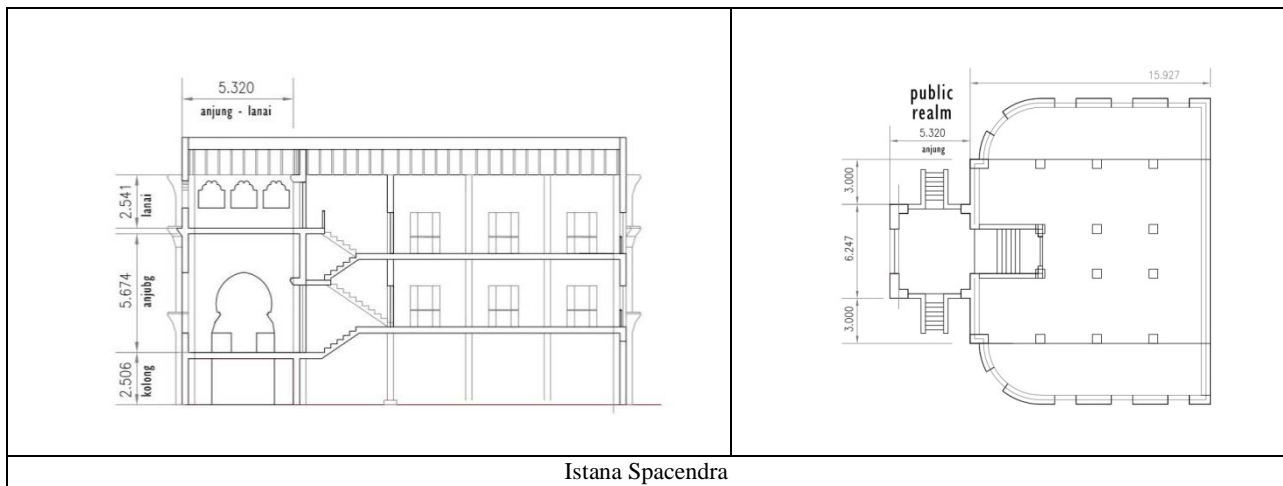 5.320
anjung - lanai
2.541
lanai
5.674
anjubg
2.506
kolong
15.927
public
realm
5.320
anjung
3.000
6.247
3.000
Istana Spacendra